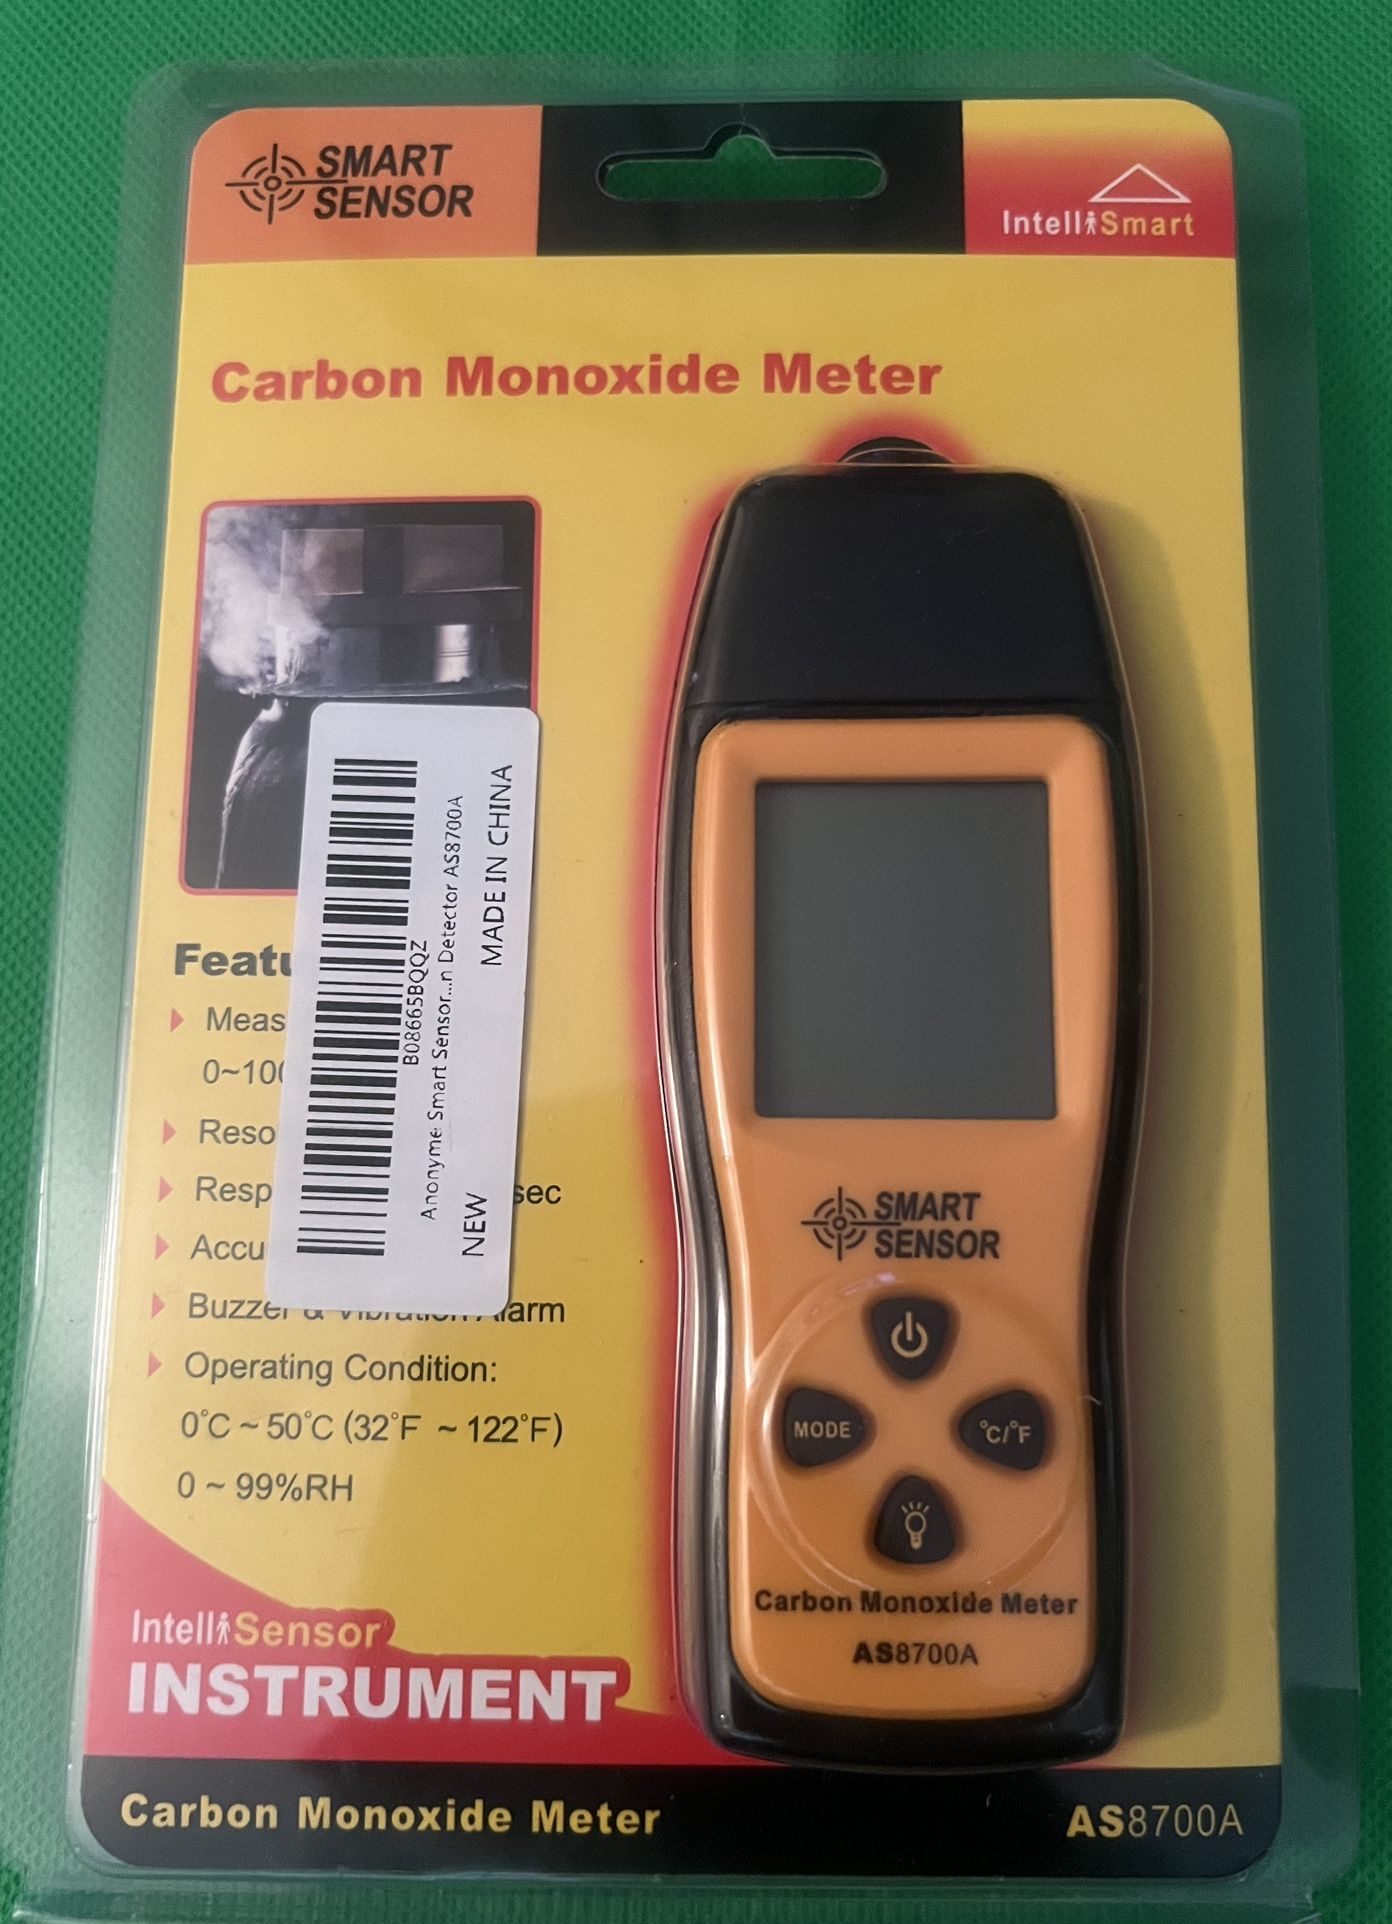 SMART
SENSOR
IntelliSmart
Carbon Monoxide Meter
B08665BQQZ
Anonyme Smart Sensor...n Detector AS8700A
NEW MADE IN CHINA
Featu
Meas
0~100
Reso
Resp sec
Accu
Buzzer & Vibration Alarm
Operating Condition:
0°C ~ 50°C (32°F ~ 122°F)
0 ~ 99%RH
SMART
SENSOR
MODE
°C/°F
Carbon Monoxide Meter
AS8700A
IntelliSensor
INSTRUMENT
Carbon Monoxide Meter AS8700A